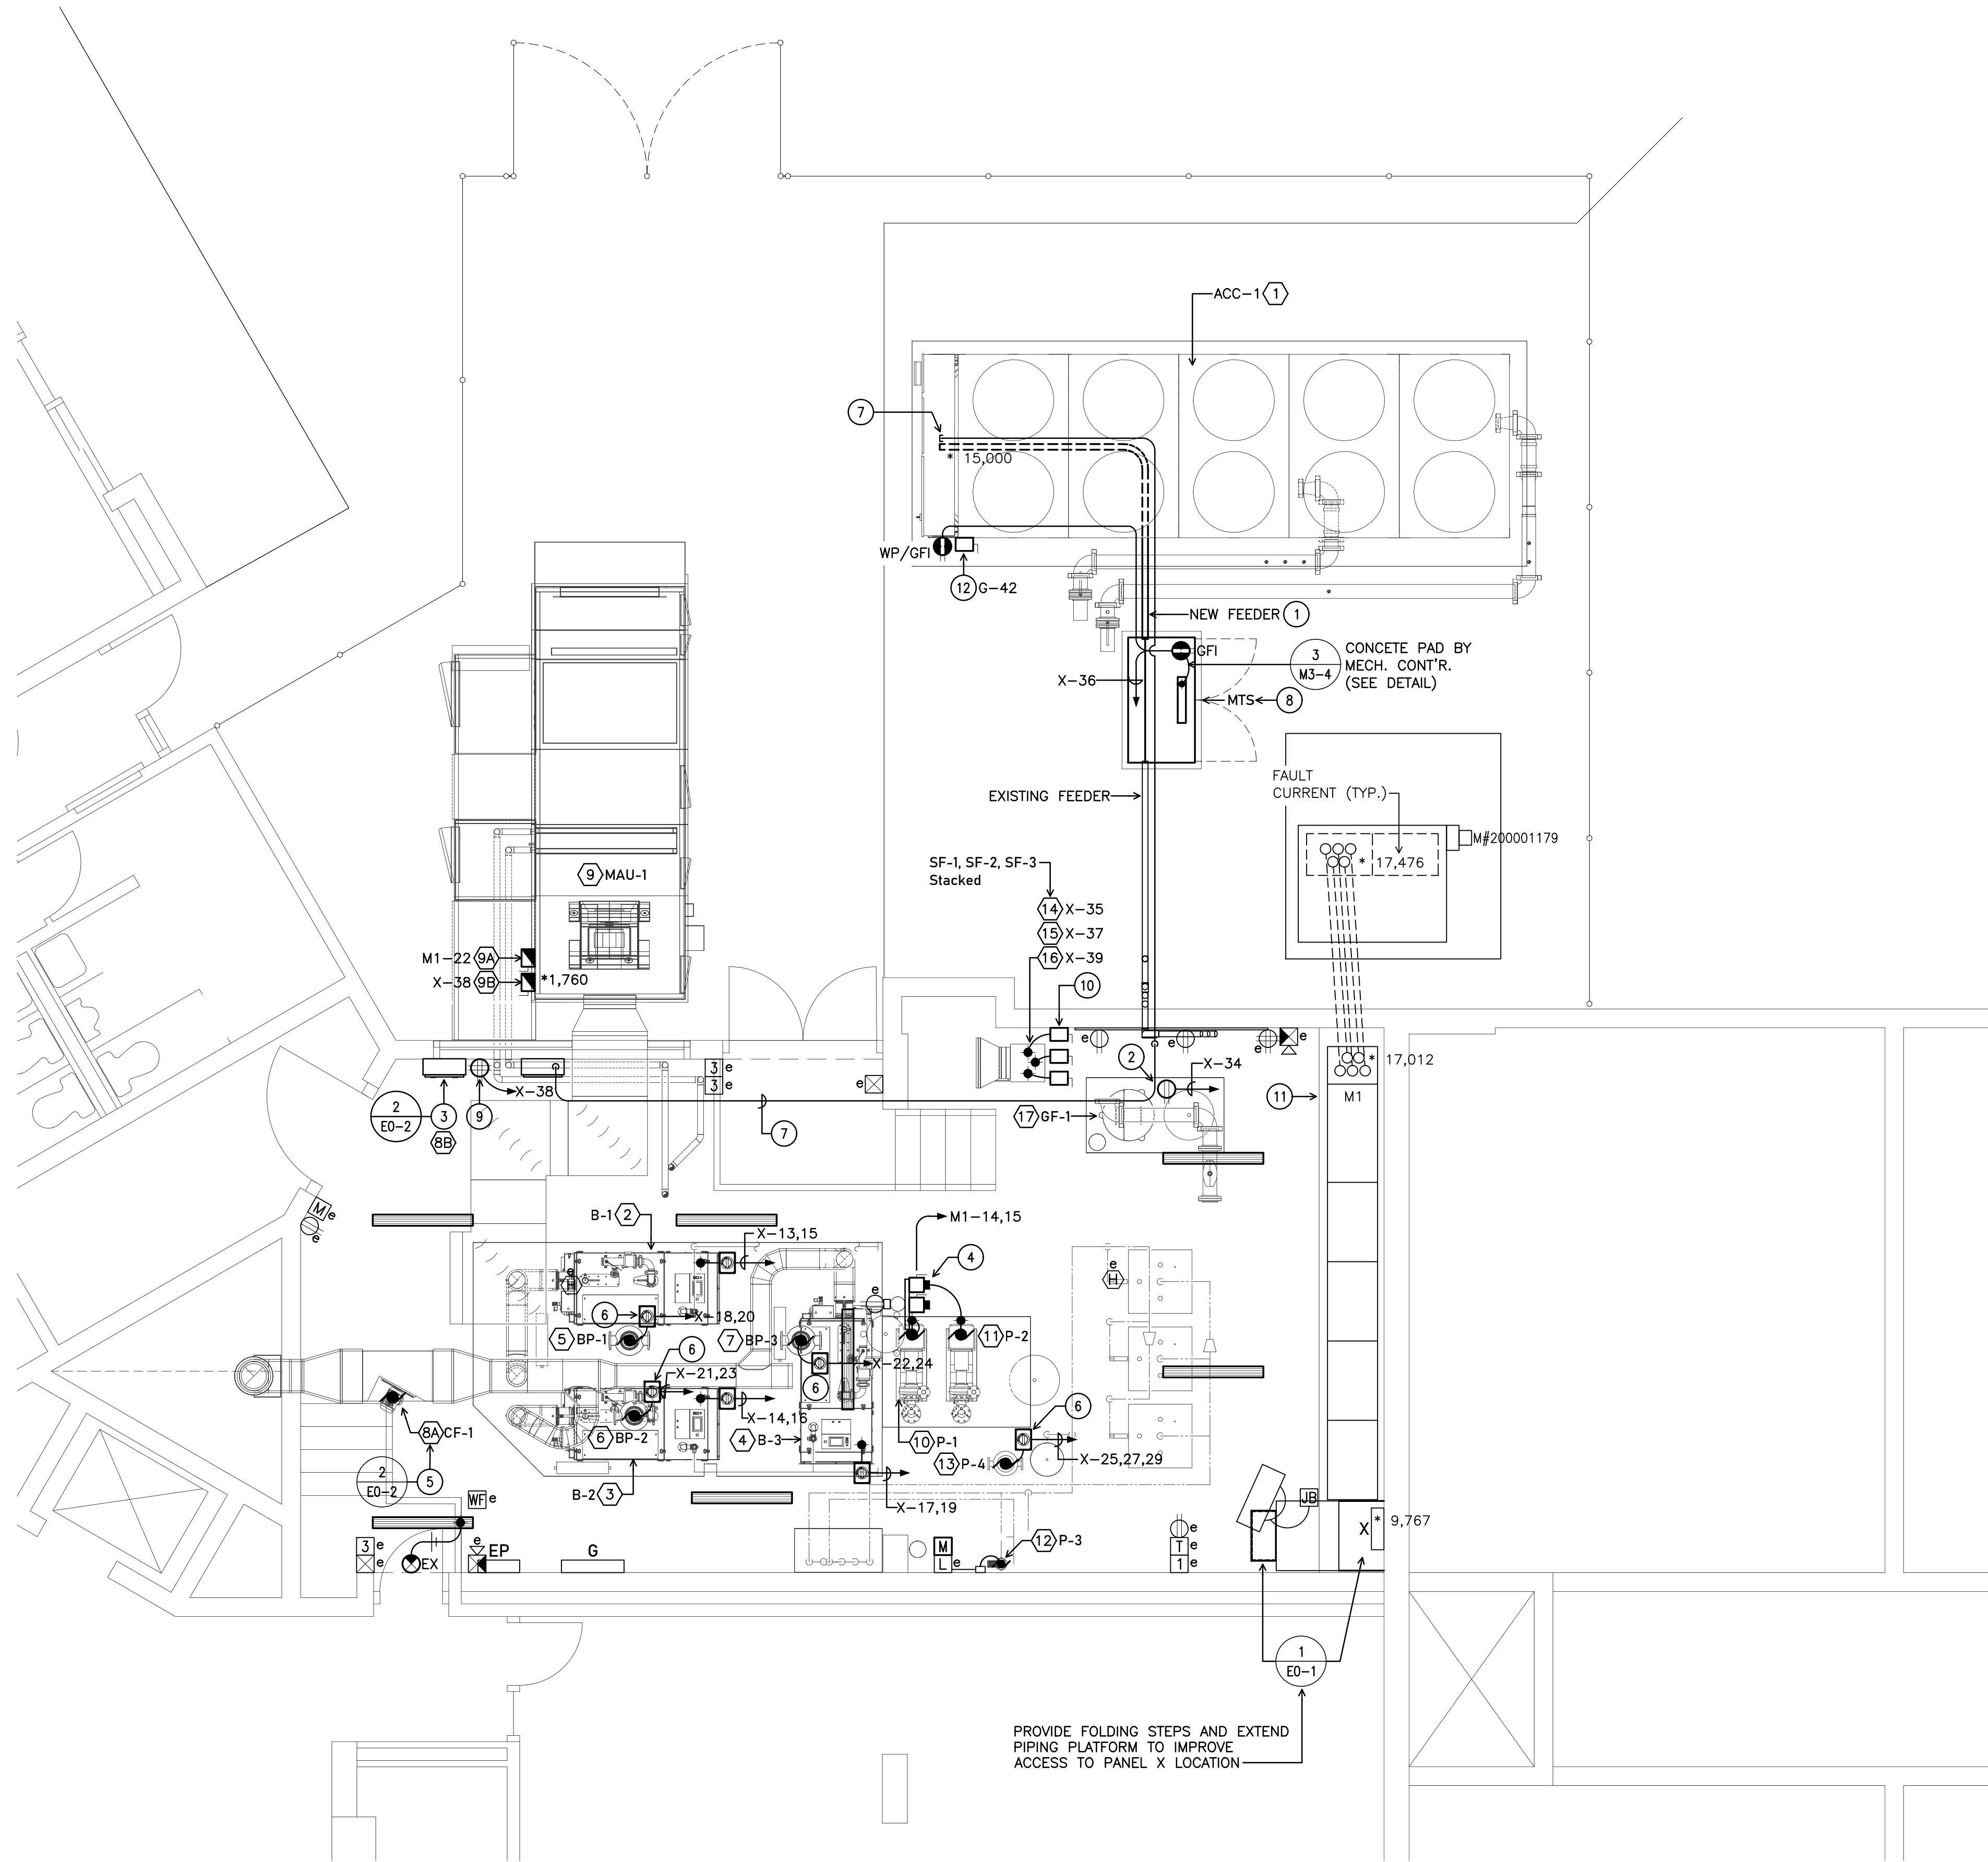 ACC-1 1
7
* 15,000
WP/GFI
12 G-42
NEW FEEDER 1
GFI
3
M3-4
CONCETE PAD BY
MECH. CONT'R.
(SEE DETAIL)
X-36
MTS 8
EXISTING FEEDER
FAULT
CURRENT (TYP.)
M#200001179
* 17,476
SF-1, SF-2, SF-3
Stacked
14 X-35
15 X-37
16 X-39
10
9 MAU-1
M1-22 9A
X-38 9B
*1,760
e
e
e
e
* 17,012
M1
11
2
X-34
17 GF-1
3 e
3 e
e
X-38
2
E0-2
3
9
8B
7
M e
e
B-1 2
X-13,15
M1-14,15
4
e
H
e
e
H
6
X-18,20
5 BP-1
7 BP-3
11 P-2
6
X-21,23
X-22,24
6
X-14,16
6 BP-2
4 B-3
10 P-1
6
13 P-4
X-25,27,29
8A CF-1
2
E0-2
5
B-2 3
X-17,19
WF e
3 e
e
EX
e
EP
G
M
L e
12 P-3
e
T e
1 e
JB
X
* 9,767
1
E0-1
PROVIDE FOLDING STEPS AND EXTEND
PIPING PLATFORM TO IMPROVE
ACCESS TO PANEL X LOCATION